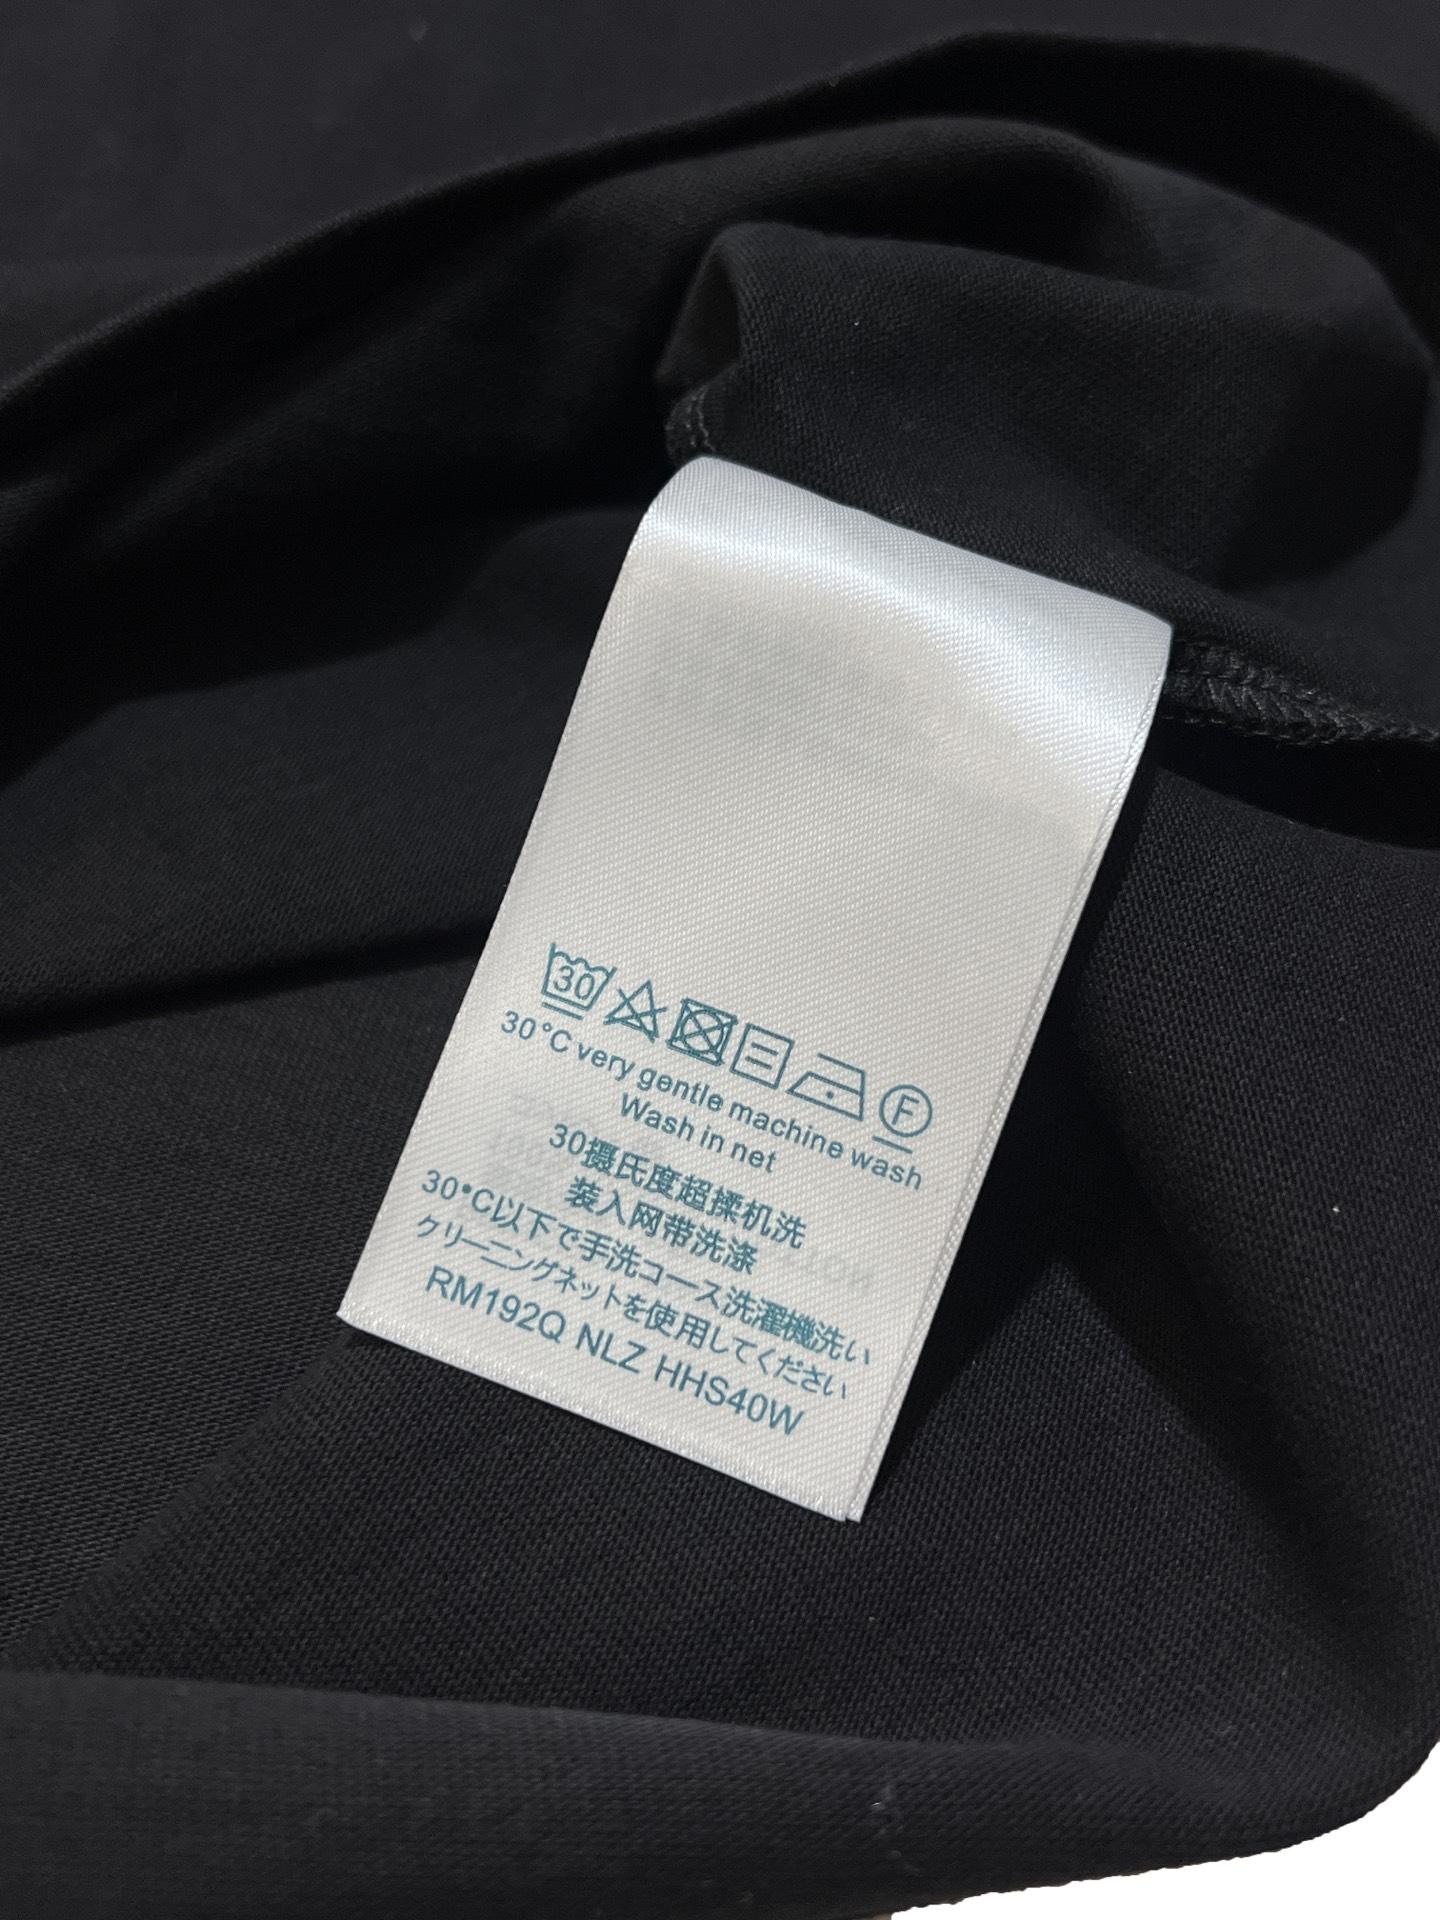 30 F
30°C very gentle machine wash
Wash in net
30摄氏度超揉机洗
装入网带洗涤
30°C以下で手洗コース洗濯機洗い
クリーニングネットを使用してください
RM192Q NLZ HHS40W